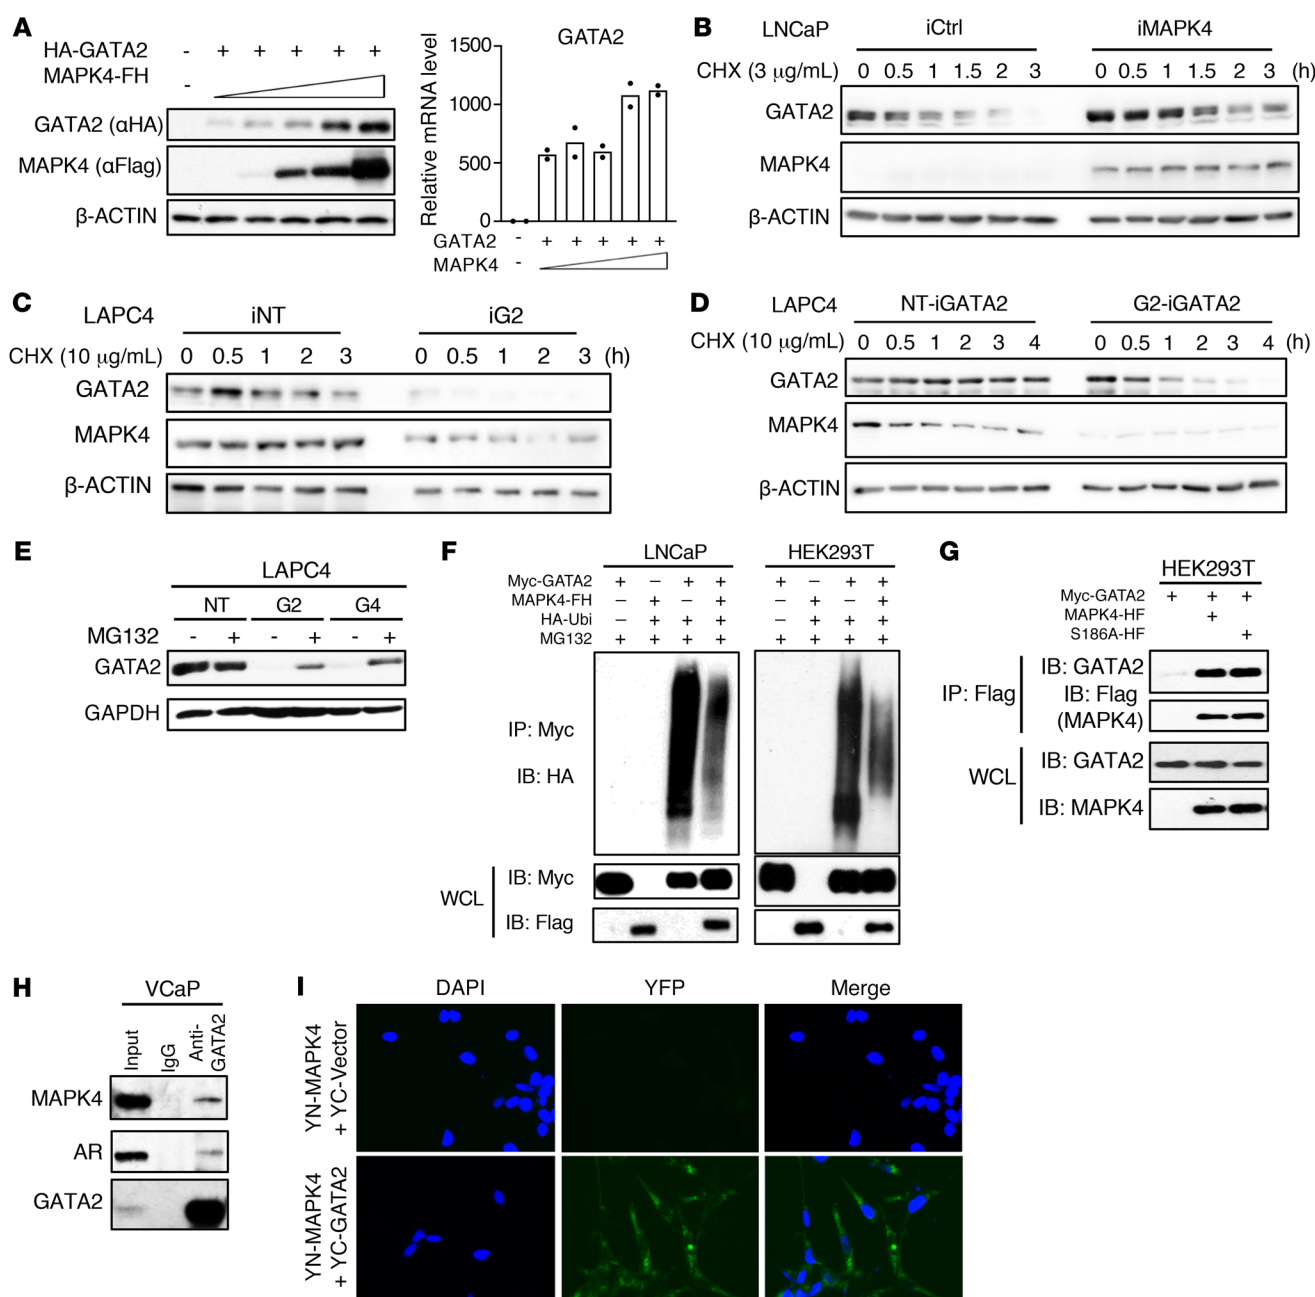 A
HA-GATA2 - + + + + +
MAPK4-FH -
GATA2 (αHA)
MAPK4 (αFlag)
β-ACTIN
GATA2
Relative mRNA level
1500
1000
500
0
GATA2 - + + + + +
MAPK4 -
B
LNCaP iCtrl iMAPK4
CHX (3 μg/mL) 0 0.5 1 1.5 2 3 0 0.5 1 1.5 2 3 (h)
GATA2
MAPK4
β-ACTIN
C
LAPC4 iNT iG2
CHX (10 μg/mL) 0 0.5 1 2 3 0 0.5 1 2 3 (h)
GATA2
MAPK4
β-ACTIN
D
LAPC4 NT-iGATA2 G2-iGATA2
CHX (10 μg/mL) 0 0.5 1 2 3 4 0 0.5 1 2 3 4 (h)
GATA2
MAPK4
β-ACTIN
E
LAPC4
NT G2 G4
MG132 - + - + - +
GATA2
GAPDH
F
LNCaP HEK293T
Myc-GATA2 + − + + + − + +
MAPK4-FH − + − + − + − +
HA-Ubi − + + + − + + +
MG132 + + + + + + + +
IP: Myc
IB: HA
WCL
IB: Myc
IB: Flag
G
HEK293T
Myc-GATA2 + + +
MAPK4-HF +
S186A-HF +
IP: Flag
IB: GATA2
IB: Flag
(MAPK4)
WCL
IB: GATA2
IB: MAPK4
H
VCaP
Input IgG Anti-GATA2
MAPK4
AR
GATA2
I
DAPI YFP Merge
YN-MAPK4
+ YC-Vector
YN-MAPK4
+ YC-GATA2